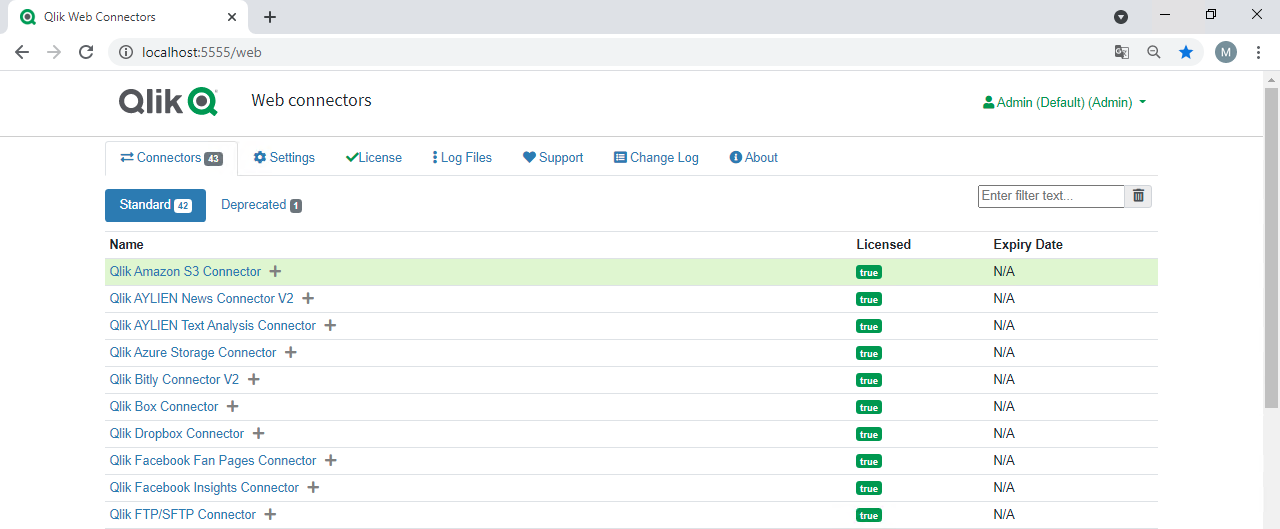 Qlik Web Connectors
localhost:5555/web
M
Qlik Web connectors Admin (Default) (Admin)
Connectors 43 Settings License Log Files Support Change Log About
Standard 42 Deprecated 1 Enter filter text...
Name Licensed Expiry Date
Qlik Amazon S3 Connector true N/A
Qlik AYLIEN News Connector V2 true N/A
Qlik AYLIEN Text Analysis Connector true N/A
Qlik Azure Storage Connector true N/A
Qlik Bitly Connector V2 true N/A
Qlik Box Connector true N/A
Qlik Dropbox Connector true N/A
Qlik Facebook Fan Pages Connector true N/A
Qlik Facebook Insights Connector true N/A
Qlik FTP/SFTP Connector true N/A